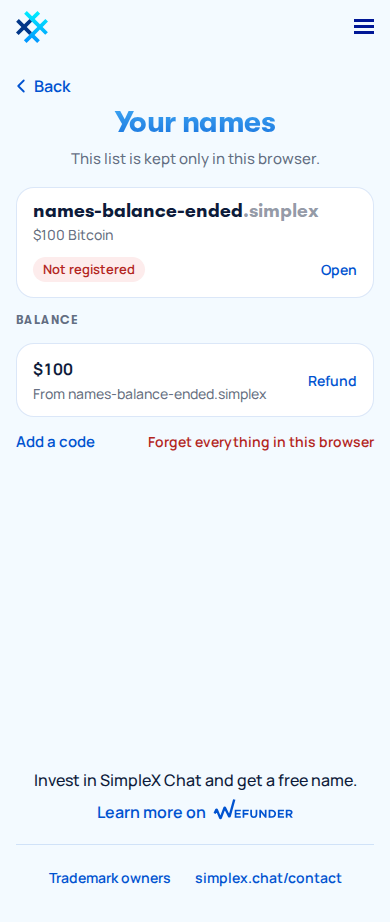 Back
Your names
This list is kept only in this browser.
names-balance-ended.simplex
$100 Bitcoin
Not registered
Open
BALANCE
$100
From names-balance-ended.simplex
Refund
Add a code
Forget everything in this browser
Invest in SimpleX Chat and get a free name.
Learn more on WEFUNDER
Trademark owners
simplex.chat/contact